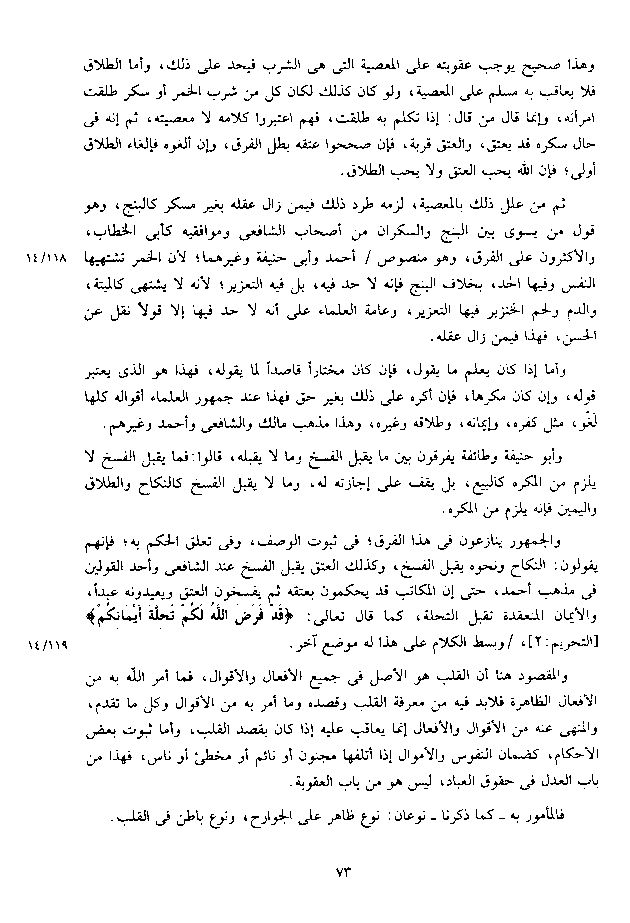 وهذا صحيح يوجب عقوبته على المعصية التى هى الشرب فيحد على ذلك، وأما الطلاق
فلا يعاقب به مسلم على المعصية، ولو كان كذلك لكان كل من شرب الخمر أو سكر طلقت
امرأته، وإنما قال من قال: إذا تكلم به طلقت، فهم اعتبروا كلامه لا معصيته، ثم إنه فى
حال سكره قد يعتق، والعتق قربة، فإن صححوا عتقه بطل الفرق، وإن ألغوه فإلغاء الطلاق
أولى؛ فإن الله يحب العتق ولا يحب الطلاق.
ثم من علل ذلك بالمعصية، لزمه طرد ذلك فيمن زال عقله بغير مسكر كالبنج، وهو
قول من يسوى بين البنج والسكران من أصحاب الشافعى وموافقيه كأبى الخطاب،
والأكثرون على الفرق، وهو منصوص / أحمد وأبى حنيفة وغيرهما؛ لأن الخمر تشتهيها
١٤/١١٨
النفس وفيها الحد، بخلاف البنج فإنه لا حد فيه، بل فيه التعزير؛ لأنه لا يشتهى كالميتة،
والدم ولحم الخنزير فيها التعزير، وعامة العلماء على أنه لا حد فيها إلا قولاً نقل عن
الحسن، فهذا فيمن زال عقله.
وأما إذا كان يعلم ما يقول، فإن كان مختاراً قاصداً لما يقوله، فهذا هو الذى يعتبر
قوله، وإن كان مكرها، فإن أكره على ذلك بغير حق فهذا عند جمهور العلماء أقواله كلها
لَغْو، مثل كفره، وإيمانه، وطلاقه وغيره، وهذا مذهب مالك والشافعى وأحمد وغيرهم.
وأبو حنيفة وطائفة يفرقون بين ما يقبل الفسخ وما لا يقبله، قالوا: فما يقبل الفسخ لا
يلزم من المكره كالبيع، بل يقف على إجازته له، وما لا يقبل الفسخ كالنكاح والطلاق
واليمين فإنه يلزم من المكره.
والجمهور ينازعون فى هذا الفرق؛ فى ثبوت الوصف، وفى تعلق الحكم به؛ فإنهم
يقولون: النكاح ونحوه يقبل الفسخ، وكذلك العتق يقبل الفسخ عند الشافعى وأحد القولين
فى مذهب أحمد، حتى إن المكاتب قد يحكمون بعتقه ثم يفسخون العتق ويعيدونه عبداً،
والأيمان المنعقدة تقبل التحلة، كما قال تعالى: ﴿قَدْ فَرَضَ اللَّهُ لَكُمْ تَحِلَّةَ أَيْمَانِكُمْ﴾
[التحريم:٢]، / وبسط الكلام على هذا له موضع آخر.
١٤/١١٩
والمقصود هنا أن القلب هو الأصل فى جميع الأفعال والأقوال، فما أمر الله به من
الأفعال الظاهرة فلابد فيه من معرفة القلب وقصده وما أمر به من الأقوال وكل ما تقدم،
والمنهى عنه من الأقوال والأفعال إنما يعاقب عليه إذا كان بقصد القلب، وأما ثبوت بعض
الأحكام، كضمان النفوس والأموال إذا أتلفها مجنون أو نائم أو مخطئ أو ناس، فهذا من
باب العدل فى حقوق العباد، ليس هو من باب العقوبة.
فالمأمور به ـ كما ذكرنا ـ نوعان: نوع ظاهر على الجوارح، ونوع باطن فى القلب.
٧٣